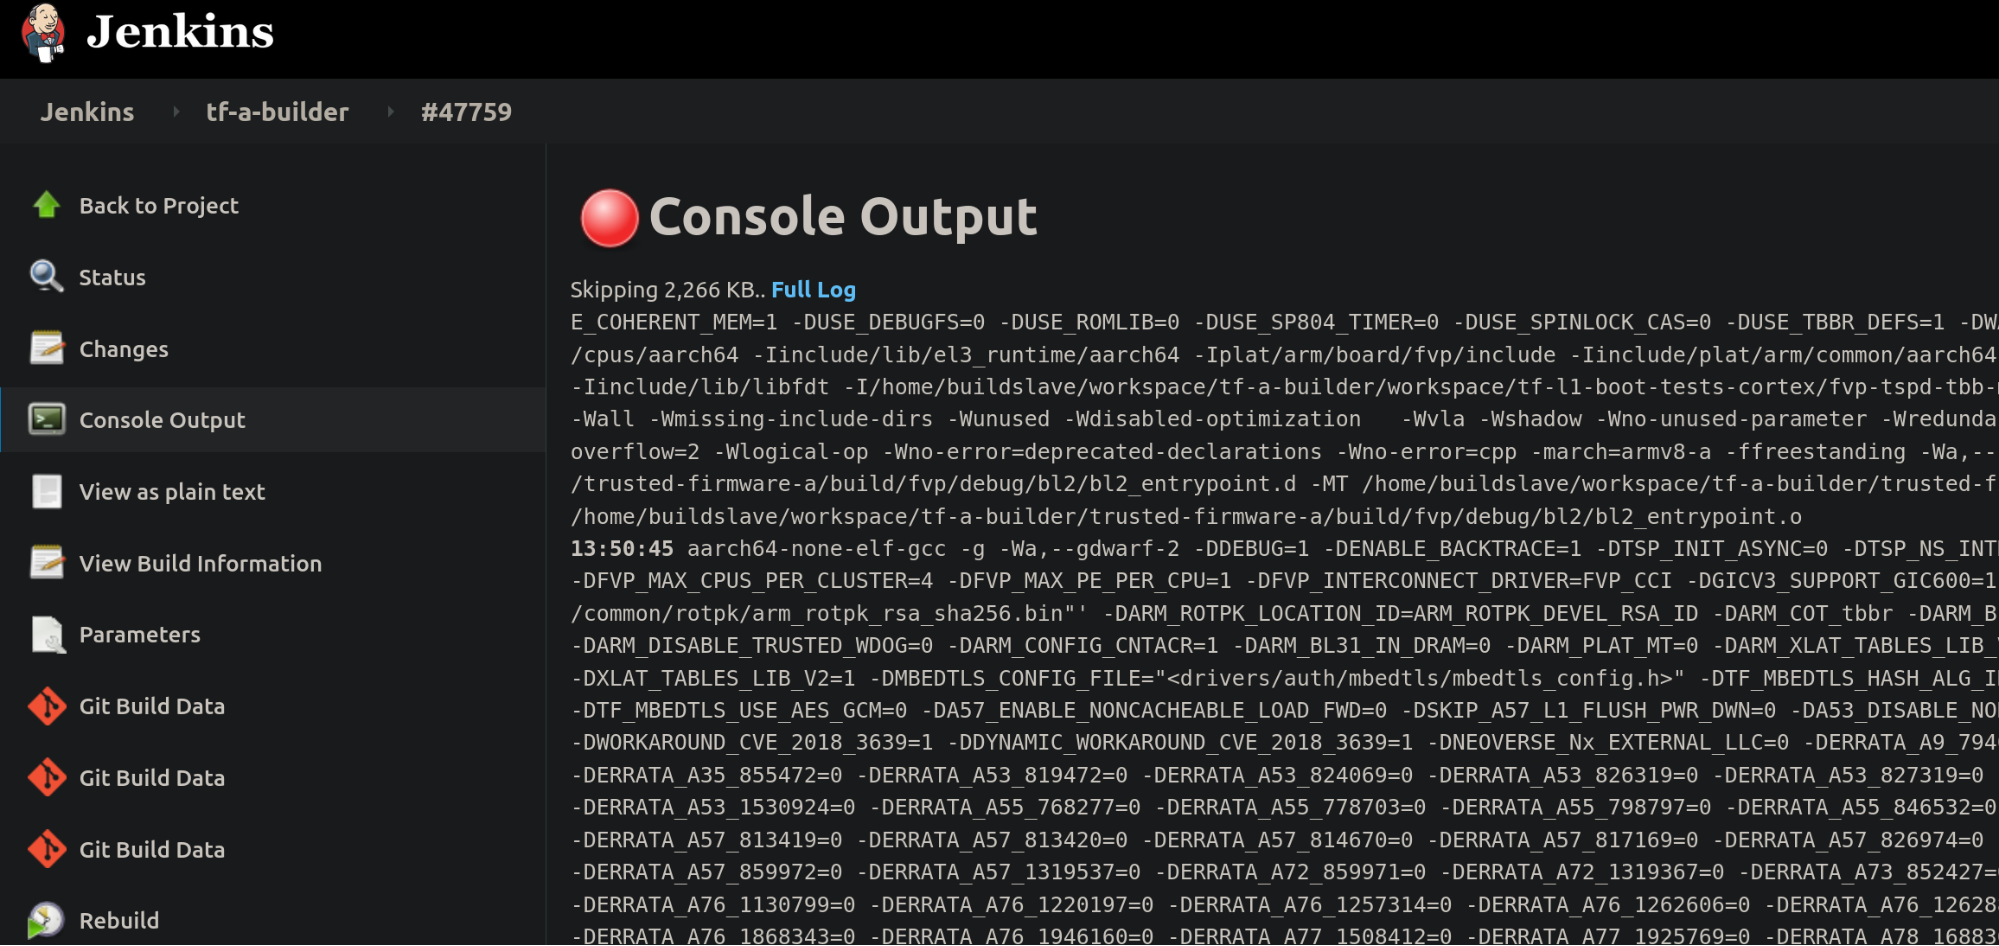 Jenkins
Jenkins
tf-a-builder
#47759
Back to Project
Status
Changes
Console Output
View as plain text
View Build Information
Parameters
Git Build Data
Git Build Data
Git Build Data
Rebuild
Console Output
Skipping 2,266 KB.. Full Log
E_COHERENT_MEM=1 -DUSE_DEBUGFS=0 -DUSE_ROMLIB=0 -DUSE_SP804_TIMER=0 -DUSE_SPINLOCK_CAS=0 -DUSE_TBBR_DEFS=1 -DWA
/cpus/aarch64 -Iinclude/lib/el3_runtime/aarch64 -Iplat/arm/board/fvp/include -Iinclude/plat/arm/common/aarch64
-Iinclude/lib/libfdt -I/home/buildslave/workspace/tf-a-builder/workspace/tf-l1-boot-tests-cortex/fvp-tspd-tbb-
-Wall -Wmissing-include-dirs -Wunused -Wdisabled-optimization -Wvla -Wshadow -Wno-unused-parameter -Wredunda
overflow=2 -Wlogical-op -Wno-error=deprecated-declarations -Wno-error=cpp -march=armv8-a -ffreestanding -Wa,--
/trusted-firmware-a/build/fvp/debug/bl2/bl2_entrypoint.d -MT /home/buildslave/workspace/tf-a-builder/trusted-f
/home/buildslave/workspace/tf-a-builder/trusted-firmware-a/build/fvp/debug/bl2/bl2_entrypoint.o
13:50:45 aarch64-none-elf-gcc -g -Wa,--gdwarf-2 -DDEBUG=1 -DENABLE_BACKTRACE=1 -DTSP_INIT_ASYNC=0 -DTSP_NS_INT
-DFVP_MAX_CPUS_PER_CLUSTER=4 -DFVP_MAX_PE_PER_CPU=1 -DFVP_INTERCONNECT_DRIVER=FVP_CCI -DGICV3_SUPPORT_GIC600=1
/common/rotpk/arm_rotpk_rsa_sha256.bin"' -DARM_ROTPK_LOCATION_ID=ARM_ROTPK_DEVEL_RSA_ID -DARM_COT_tbbr -DARM_B
-DARM_DISABLE_TRUSTED_WDOG=0 -DARM_CONFIG_CNTACR=1 -DARM_BL31_IN_DRAM=0 -DARM_PLAT_MT=0 -DARM_XLAT_TABLES_LIB_
-DXLAT_TABLES_LIB_V2=1 -DMBEDTLS_CONFIG_FILE="<drivers/auth/mbedtls/mbedtls_config.h>" -DTF_MBEDTLS_HASH_ALG_I
-DTF_MBEDTLS_USE_AES_GCM=0 -DA57_ENABLE_NONCACHEABLE_LOAD_FWD=0 -DSKIP_A57_L1_FLUSH_PWR_DWN=0 -DA53_DISABLE_NO
-DWORKAROUND_CVE_2018_3639=1 -DDYNAMIC_WORKAROUND_CVE_2018_3639=1 -DNEOVERSE_Nx_EXTERNAL_LLC=0 -DERRATA_A9_794
-DERRATA_A35_855472=0 -DERRATA_A53_819472=0 -DERRATA_A53_824069=0 -DERRATA_A53_826319=0 -DERRATA_A53_827319=0
-DERRATA_A53_1530924=0 -DERRATA_A55_768277=0 -DERRATA_A55_778703=0 -DERRATA_A55_798797=0 -DERRATA_A55_846532=0
-DERRATA_A57_813419=0 -DERRATA_A57_813420=0 -DERRATA_A57_814670=0 -DERRATA_A57_817169=0 -DERRATA_A57_826974=0
-DERRATA_A57_859972=0 -DERRATA_A57_1319537=0 -DERRATA_A72_859971=0 -DERRATA_A72_1319367=0 -DERRATA_A73_852427=
-DERRATA_A76_1130799=0 -DERRATA_A76_1220197=0 -DERRATA_A76_1257314=0 -DERRATA_A76_1262606=0 -DERRATA_A76_12628
-DERRATA_A76_1868343=0 -DERRATA_A76_1946160=0 -DERRATA_A77_1508412=0 -DERRATA_A77_1925769=0 -DERRATA_A78_16883